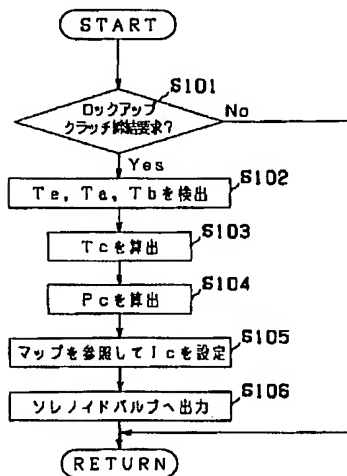 START
S101
ロックアップ
クラッチ締結要求?
No
Yes
S102
Te, Ta, Tbを検出
S103
Tcを算出
S104
Pcを算出
S105
マップを参照してIcを設定
S106
ソレノイドバルブへ出力
RETURN